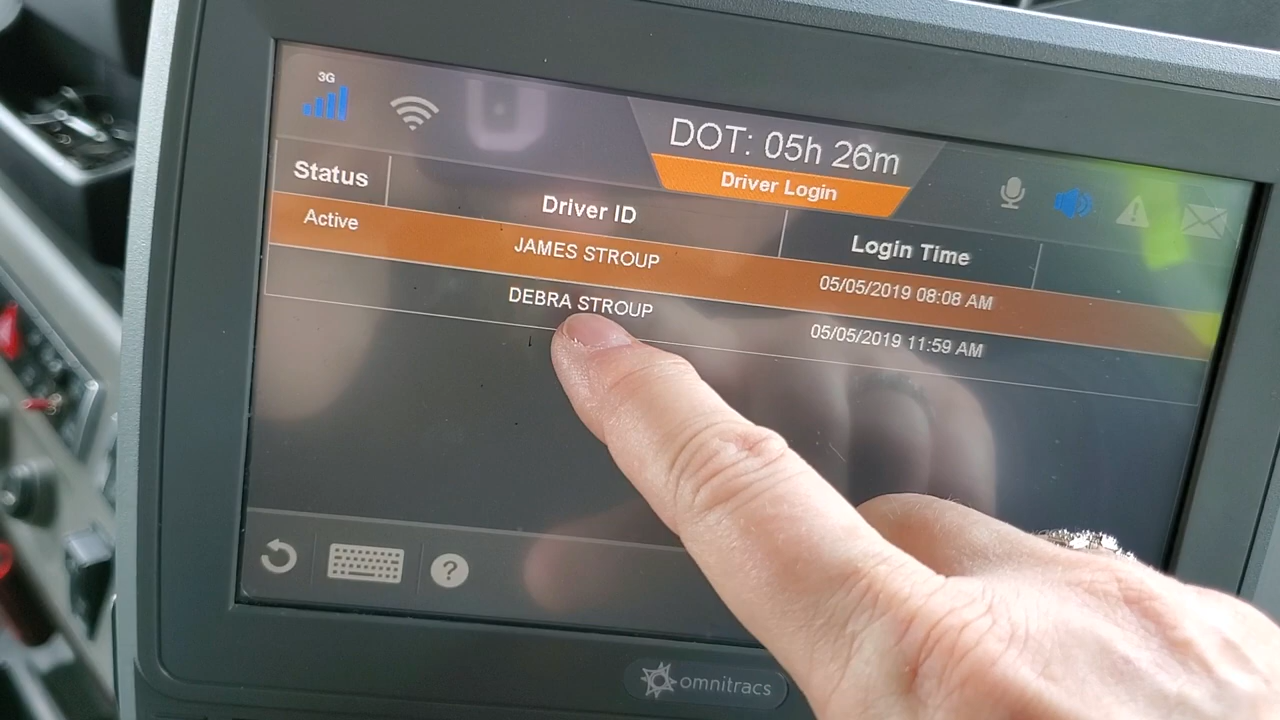 3G
DOT: 05h 26m
Driver Login
Status Driver ID Login Time
Active JAMES STROUP 05/05/2019 08:08 AM
DEBRA STROUP 05/05/2019 11:59 AM
?
omnitracs